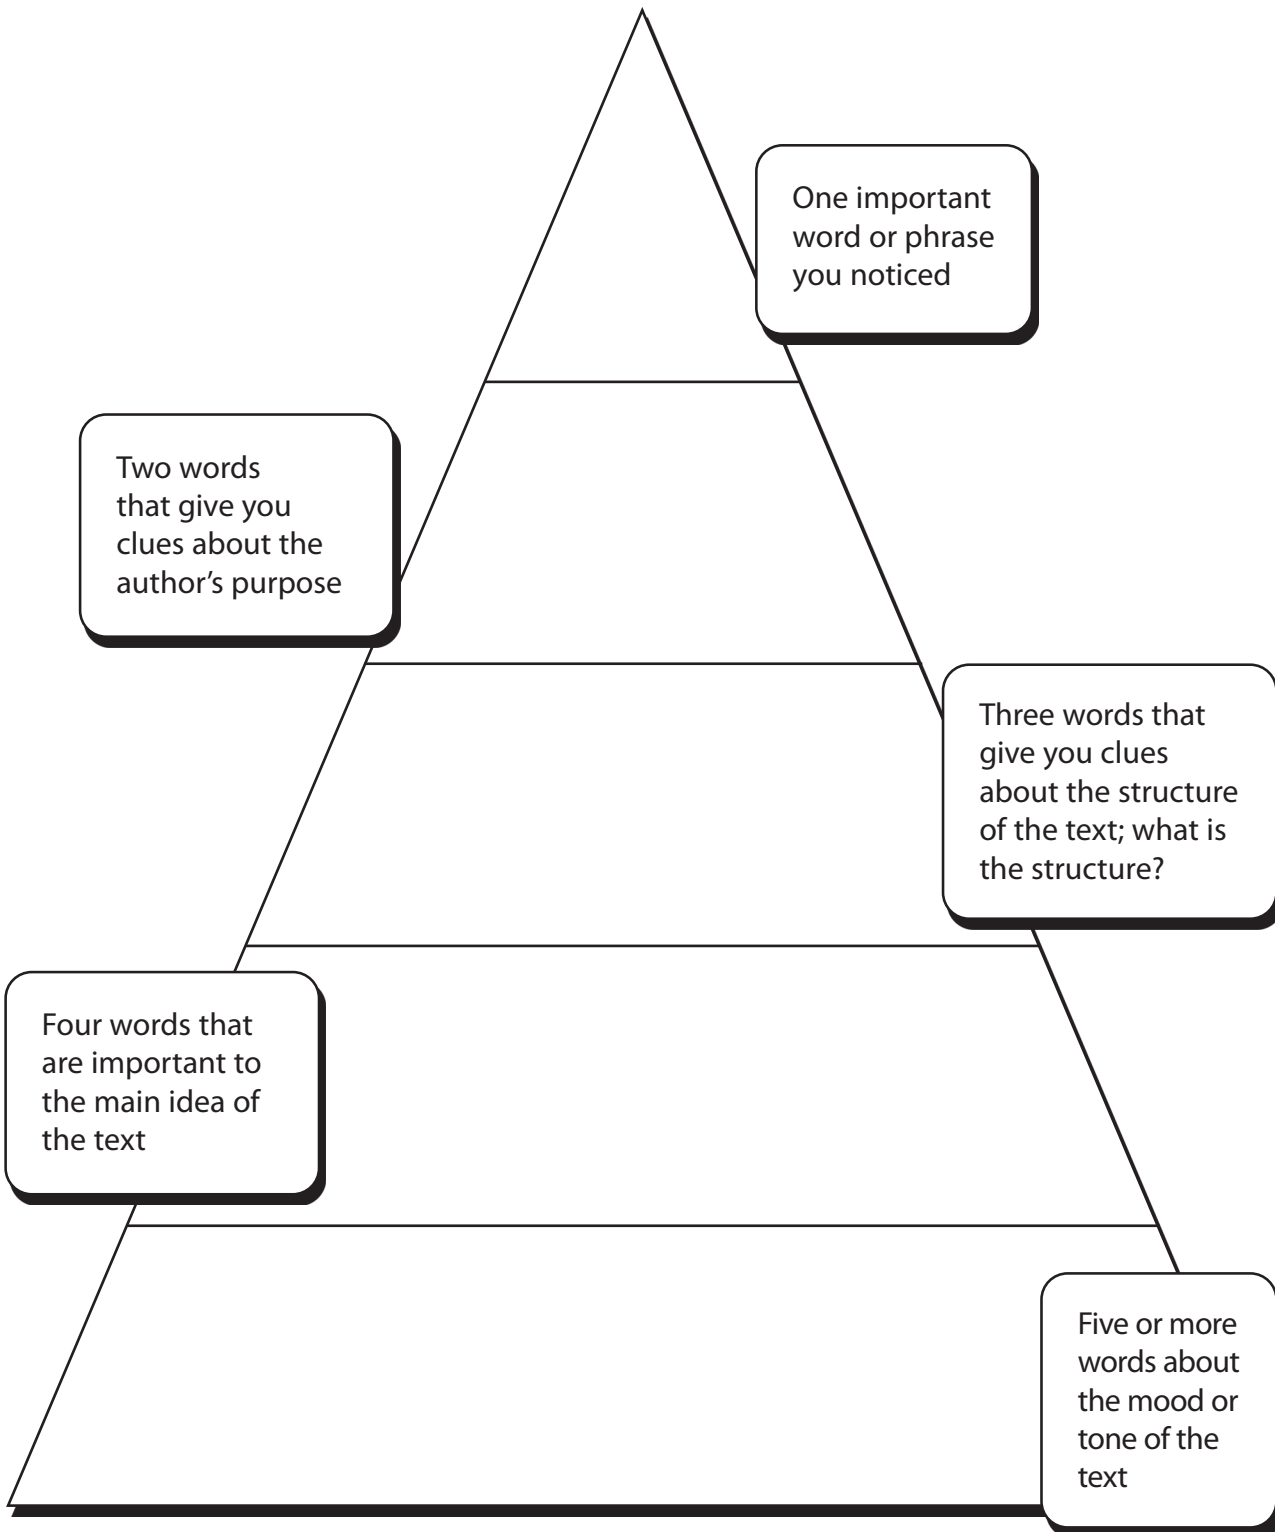 One important
word or phrase
you noticed
Two words
that give you
clues about the
author’s purpose
Three words that
give you clues
about the structure
of the text; what is
the structure?
Four words that
are important to
the main idea of
the text
Five or more
words about
the mood or
tone of the
text